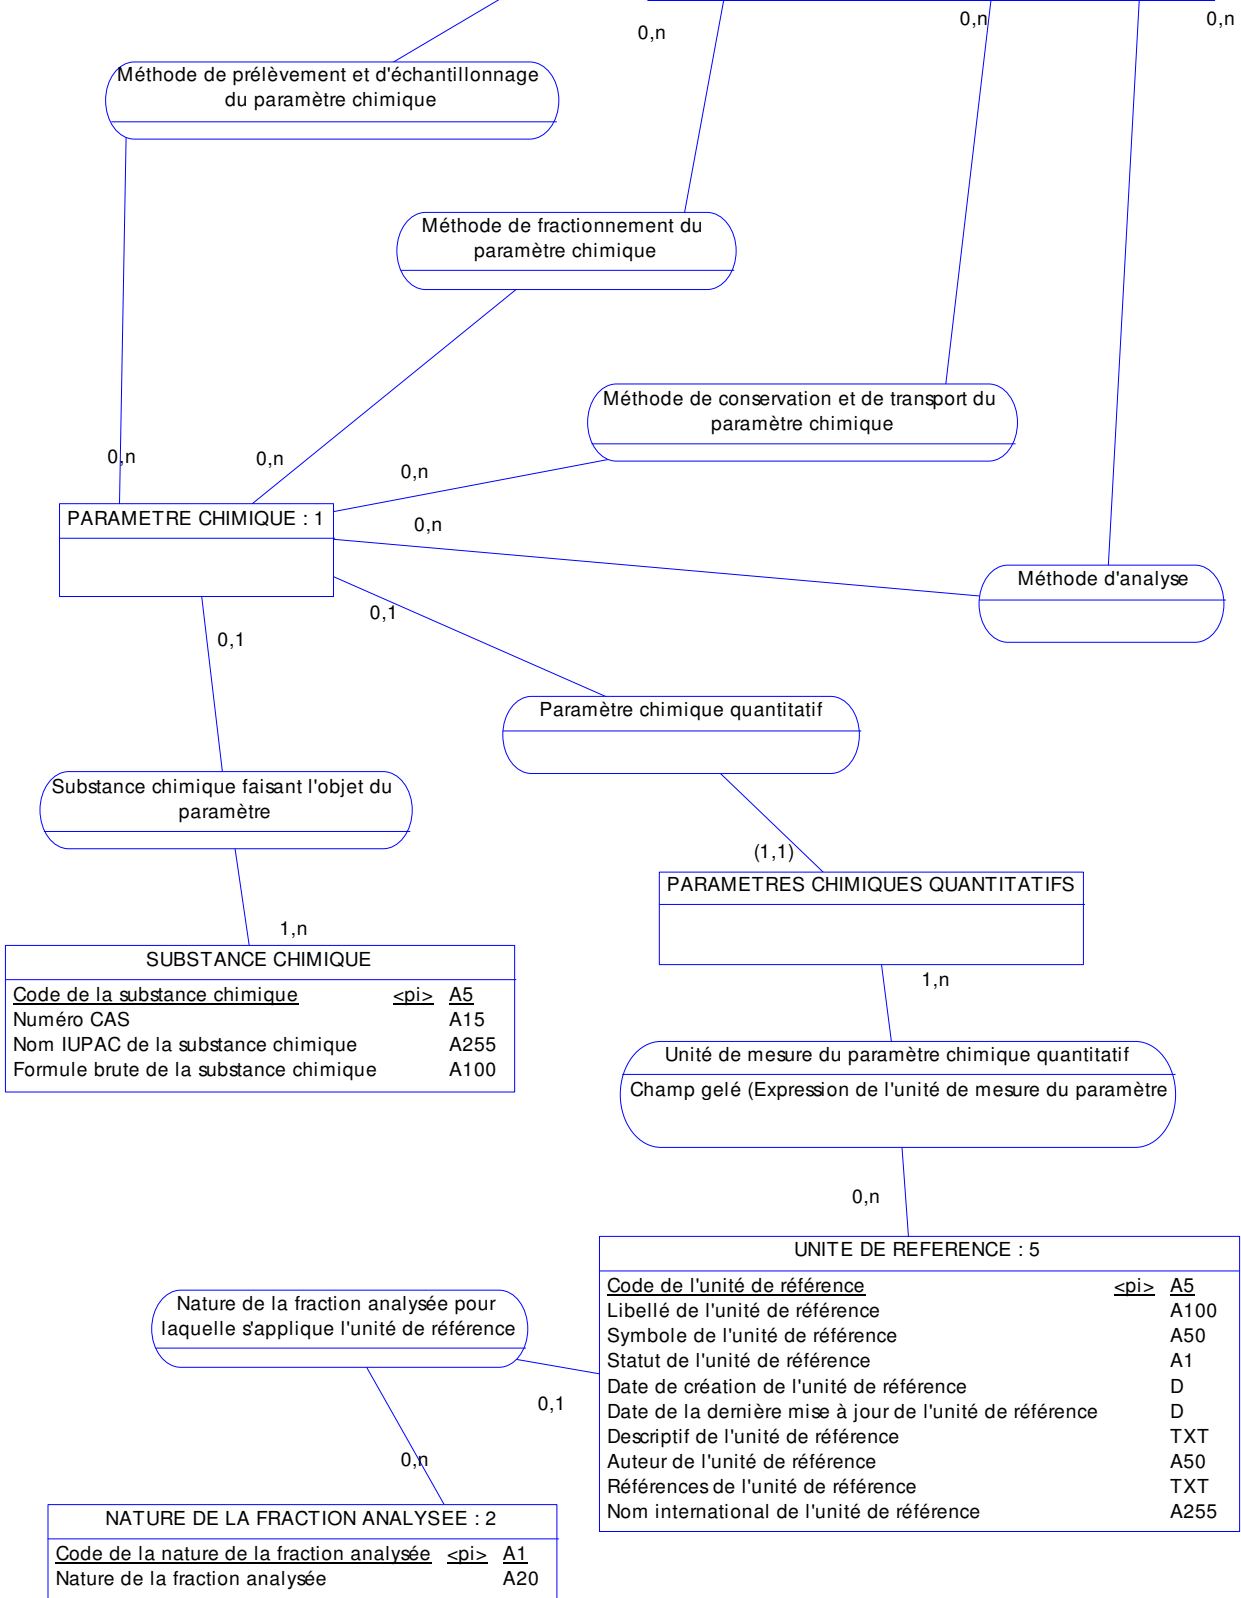 0,n
0,n
0,n
Méthode de prélèvement et d'échantillonnage
du paramètre chimique
Méthode de fractionnement du
paramètre chimique
Méthode de conservation et de transport du
paramètre chimique
0,n
0,n
0,n
PARAMETRE CHIMIQUE : 1
0,n
Méthode d'analyse
0,1
0,1
Paramètre chimique quantitatif
Substance chimique faisant l'objet du
paramètre
(1,1)
PARAMETRES CHIMIQUES QUANTITATIFS
1,n
SUBSTANCE CHIMIQUE
Code de la substance chimique <pi> A5
Numéro CAS A15
Nom IUPAC de la substance chimique A255
Formule brute de la substance chimique A100
1,n
Unité de mesure du paramètre chimique quantitatif
Champ gelé (Expression de l'unité de mesure du paramètre
0,n
UNITE DE REFERENCE : 5
Code de l'unité de référence <pi> A5
Libellé de l'unité de référence A100
Symbole de l'unité de référence A50
Statut de l'unité de référence A1
Date de création de l'unité de référence D
Date de la dernière mise à jour de l'unité de référence D
Descriptif de l'unité de référence TXT
Auteur de l'unité de référence A50
Références de l'unité de référence TXT
Nom international de l'unité de référence A255
Nature de la fraction analysée pour
laquelle s'applique l'unité de référence
0,1
0,n
NATURE DE LA FRACTION ANALYSEE : 2
Code de la nature de la fraction analysée <pi> A1
Nature de la fraction analysée A20